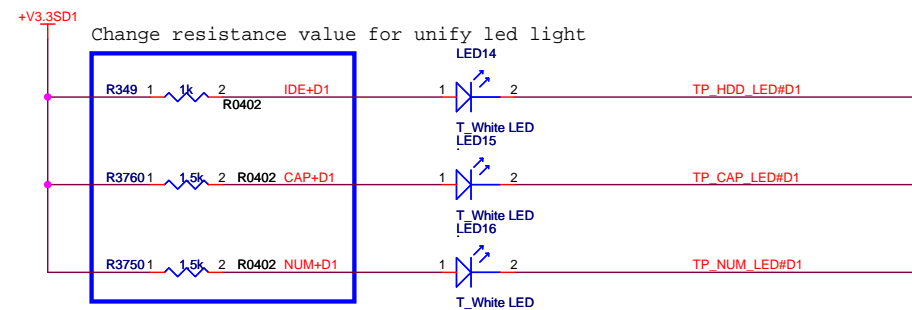 +V3.3SD1
Change resistance value for unify led light
LED14
R349 1 1k 2 IDE+D1 1 2 TP_HDD_LED#D1
R0402
T_White LED
LED15
R3760 1 1.5k 2 R0402 CAP+D1 1 2 TP_CAP_LED#D1
T_White LED
LED16
R3750 1 1.5k 2 R0402 NUM+D1 1 2 TP_NUM_LED#D1
T_White LED